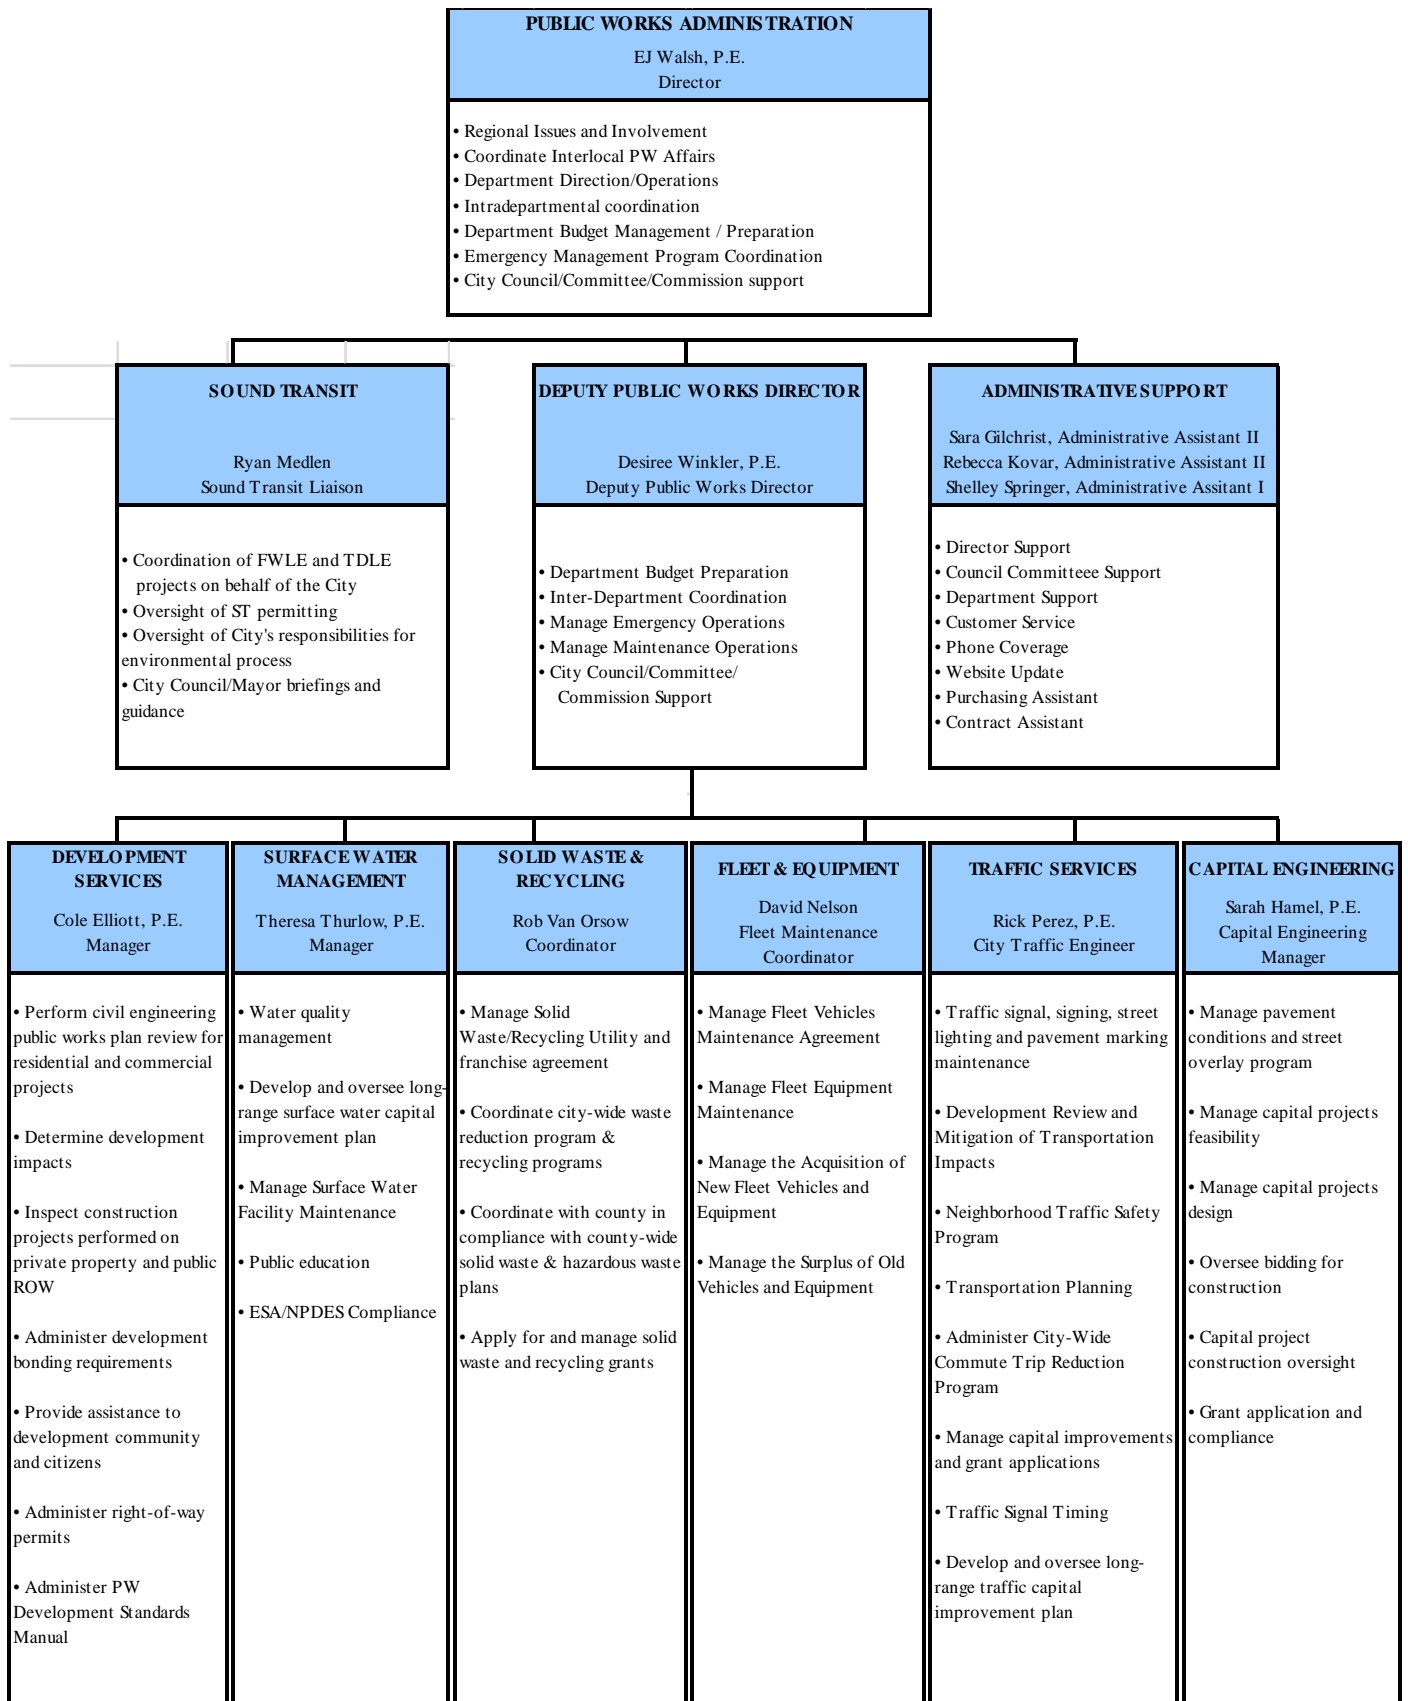 PUBLIC WORKS ADMINISTRATION
EJ Walsh, P.E.
Director
• Regional Issues and Involvement
• Coordinate Interlocal PW Affairs
• Department Direction/Operations
• Intradepartmental coordination
• Department Budget Management / Preparation
• Emergency Management Program Coordination
• City Council/Committee/Commission support
SOUND TRANSIT
Ryan Medlen
Sound Transit Liaison
• Coordination of FWLE and TDLE
projects on behalf of the City
• Oversight of ST permitting
• Oversight of City's responsibilities for
environmental process
• City Council/Mayor briefings and
guidance
DEPUTY PUBLIC WORKS DIRECTOR
Desiree Winkler, P.E.
Deputy Public Works Director
• Department Budget Preparation
• Inter-Department Coordination
• Manage Emergency Operations
• Manage Maintenance Operations
• City Council/Committee/
Commission Support
ADMINISTRATIVE SUPPORT
Sara Gilchrist, Administrative Assistant II
Rebecca Kovar, Administrative Assistant II
Shelley Springer, Administrative Assitant I
• Director Support
• Council Committeee Support
• Department Support
• Customer Service
• Phone Coverage
• Website Update
• Purchasing Assistant
• Contract Assistant
DEVELOPMENT
SERVICES
Cole Elliott, P.E.
Manager
• Perform civil engineering
public works plan review for
residential and commercial
projects
• Determine development
impacts
• Inspect construction
projects performed on
private property and public
ROW
• Administer development
bonding requirements
• Provide assistance to
development community
and citizens
• Administer right-of-way
permits
• Administer PW
Development Standards
Manual
SURFACE WATER
MANAGEMENT
Theresa Thurlow, P.E.
Manager
• Water quality
management
• Develop and oversee long-
range surface water capital
improvement plan
• Manage Surface Water
Facility Maintenance
• Public education
• ESA/NPDES Compliance
SOLID WASTE &
RECYCLING
Rob Van Orsow
Coordinator
• Manage Solid
Waste/Recycling Utility and
franchise agreement
• Coordinate city-wide waste
reduction program &
recycling programs
• Coordinate with county in
compliance with county-wide
solid waste & hazardous waste
plans
• Apply for and manage solid
waste and recycling grants
FLEET & EQUIPMENT
David Nelson
Fleet Maintenance
Coordinator
• Manage Fleet Vehicles
Maintenance Agreement
• Manage Fleet Equipment
Maintenance
• Manage the Acquisition of
New Fleet Vehicles and
Equipment
• Manage the Surplus of Old
Vehicles and Equipment
TRAFFIC SERVICES
Rick Perez, P.E.
City Traffic Engineer
• Traffic signal, signing, street
lighting and pavement marking
maintenance
• Development Review and
Mitigation of Transportation
Impacts
• Neighborhood Traffic Safety
Program
• Transportation Planning
• Administer City-Wide
Commute Trip Reduction
Program
• Manage capital improvements
and grant applications
• Traffic Signal Timing
• Develop and oversee long-
range traffic capital
improvement plan
CAPITAL ENGINEERING
Sarah Hamel, P.E.
Capital Engineering
Manager
• Manage pavement
conditions and street
overlay program
• Manage capital projects
feasibility
• Manage capital projects
design
• Oversee bidding for
construction
• Capital project
construction oversight
• Grant application and
compliance